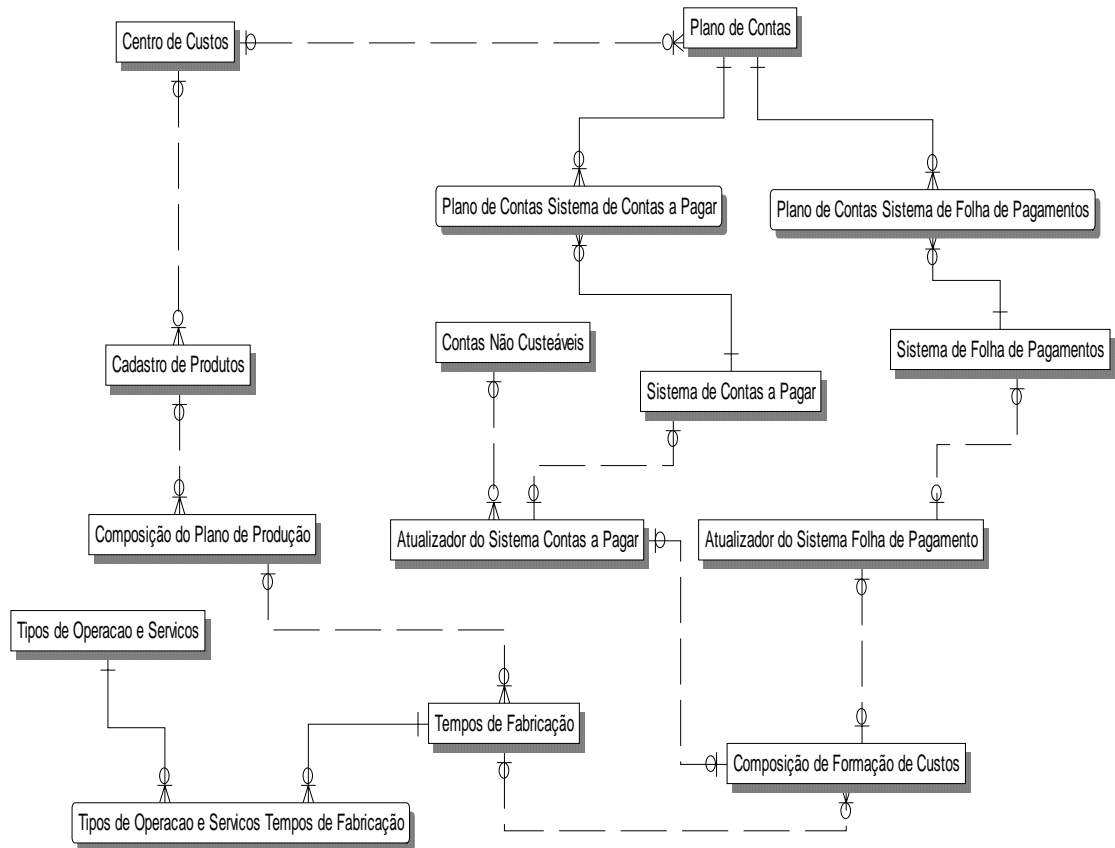 Plano de Contas
Centro de Custos
Plano de Contas Sistema de Contas a Pagar
Plano de Contas Sistema de Folha de Pagamentos
Contas Não Custeáveis
Sistema de Folha de Pagamentos
Cadastro de Produtos
Sistema de Contas a Pagar
Composição do Plano de Produção
Atualizador do Sistema Contas a Pagar
Atualizador do Sistema Folha de Pagamento
Tipos de Operacao e Servicos
Tempos de Fabricação
Composição de Formação de Custos
Tipos de Operacao e Servicos Tempos de Fabricação